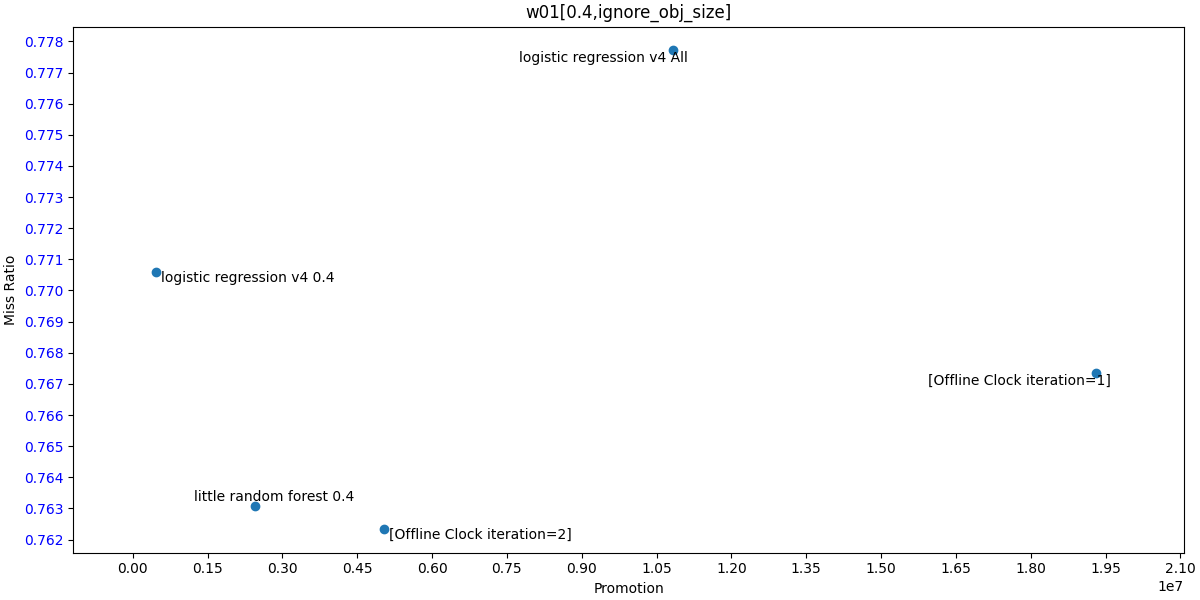 w01[0.4,ignore_obj_size]
0.778
0.777
0.776
0.775
0.774
0.773
0.772
0.771
0.770
0.769
0.768
0.767
0.766
0.765
0.764
0.763
0.762
Miss Ratio
logistic regression v4 All
logistic regression v4 0.4
[Offline Clock iteration=1]
little random forest 0.4
[Offline Clock iteration=2]
0.00 0.15 0.30 0.45 0.60 0.75 0.90 1.05 1.20 1.35 1.50 1.65 1.80 1.95 2.10
1e7
Promotion